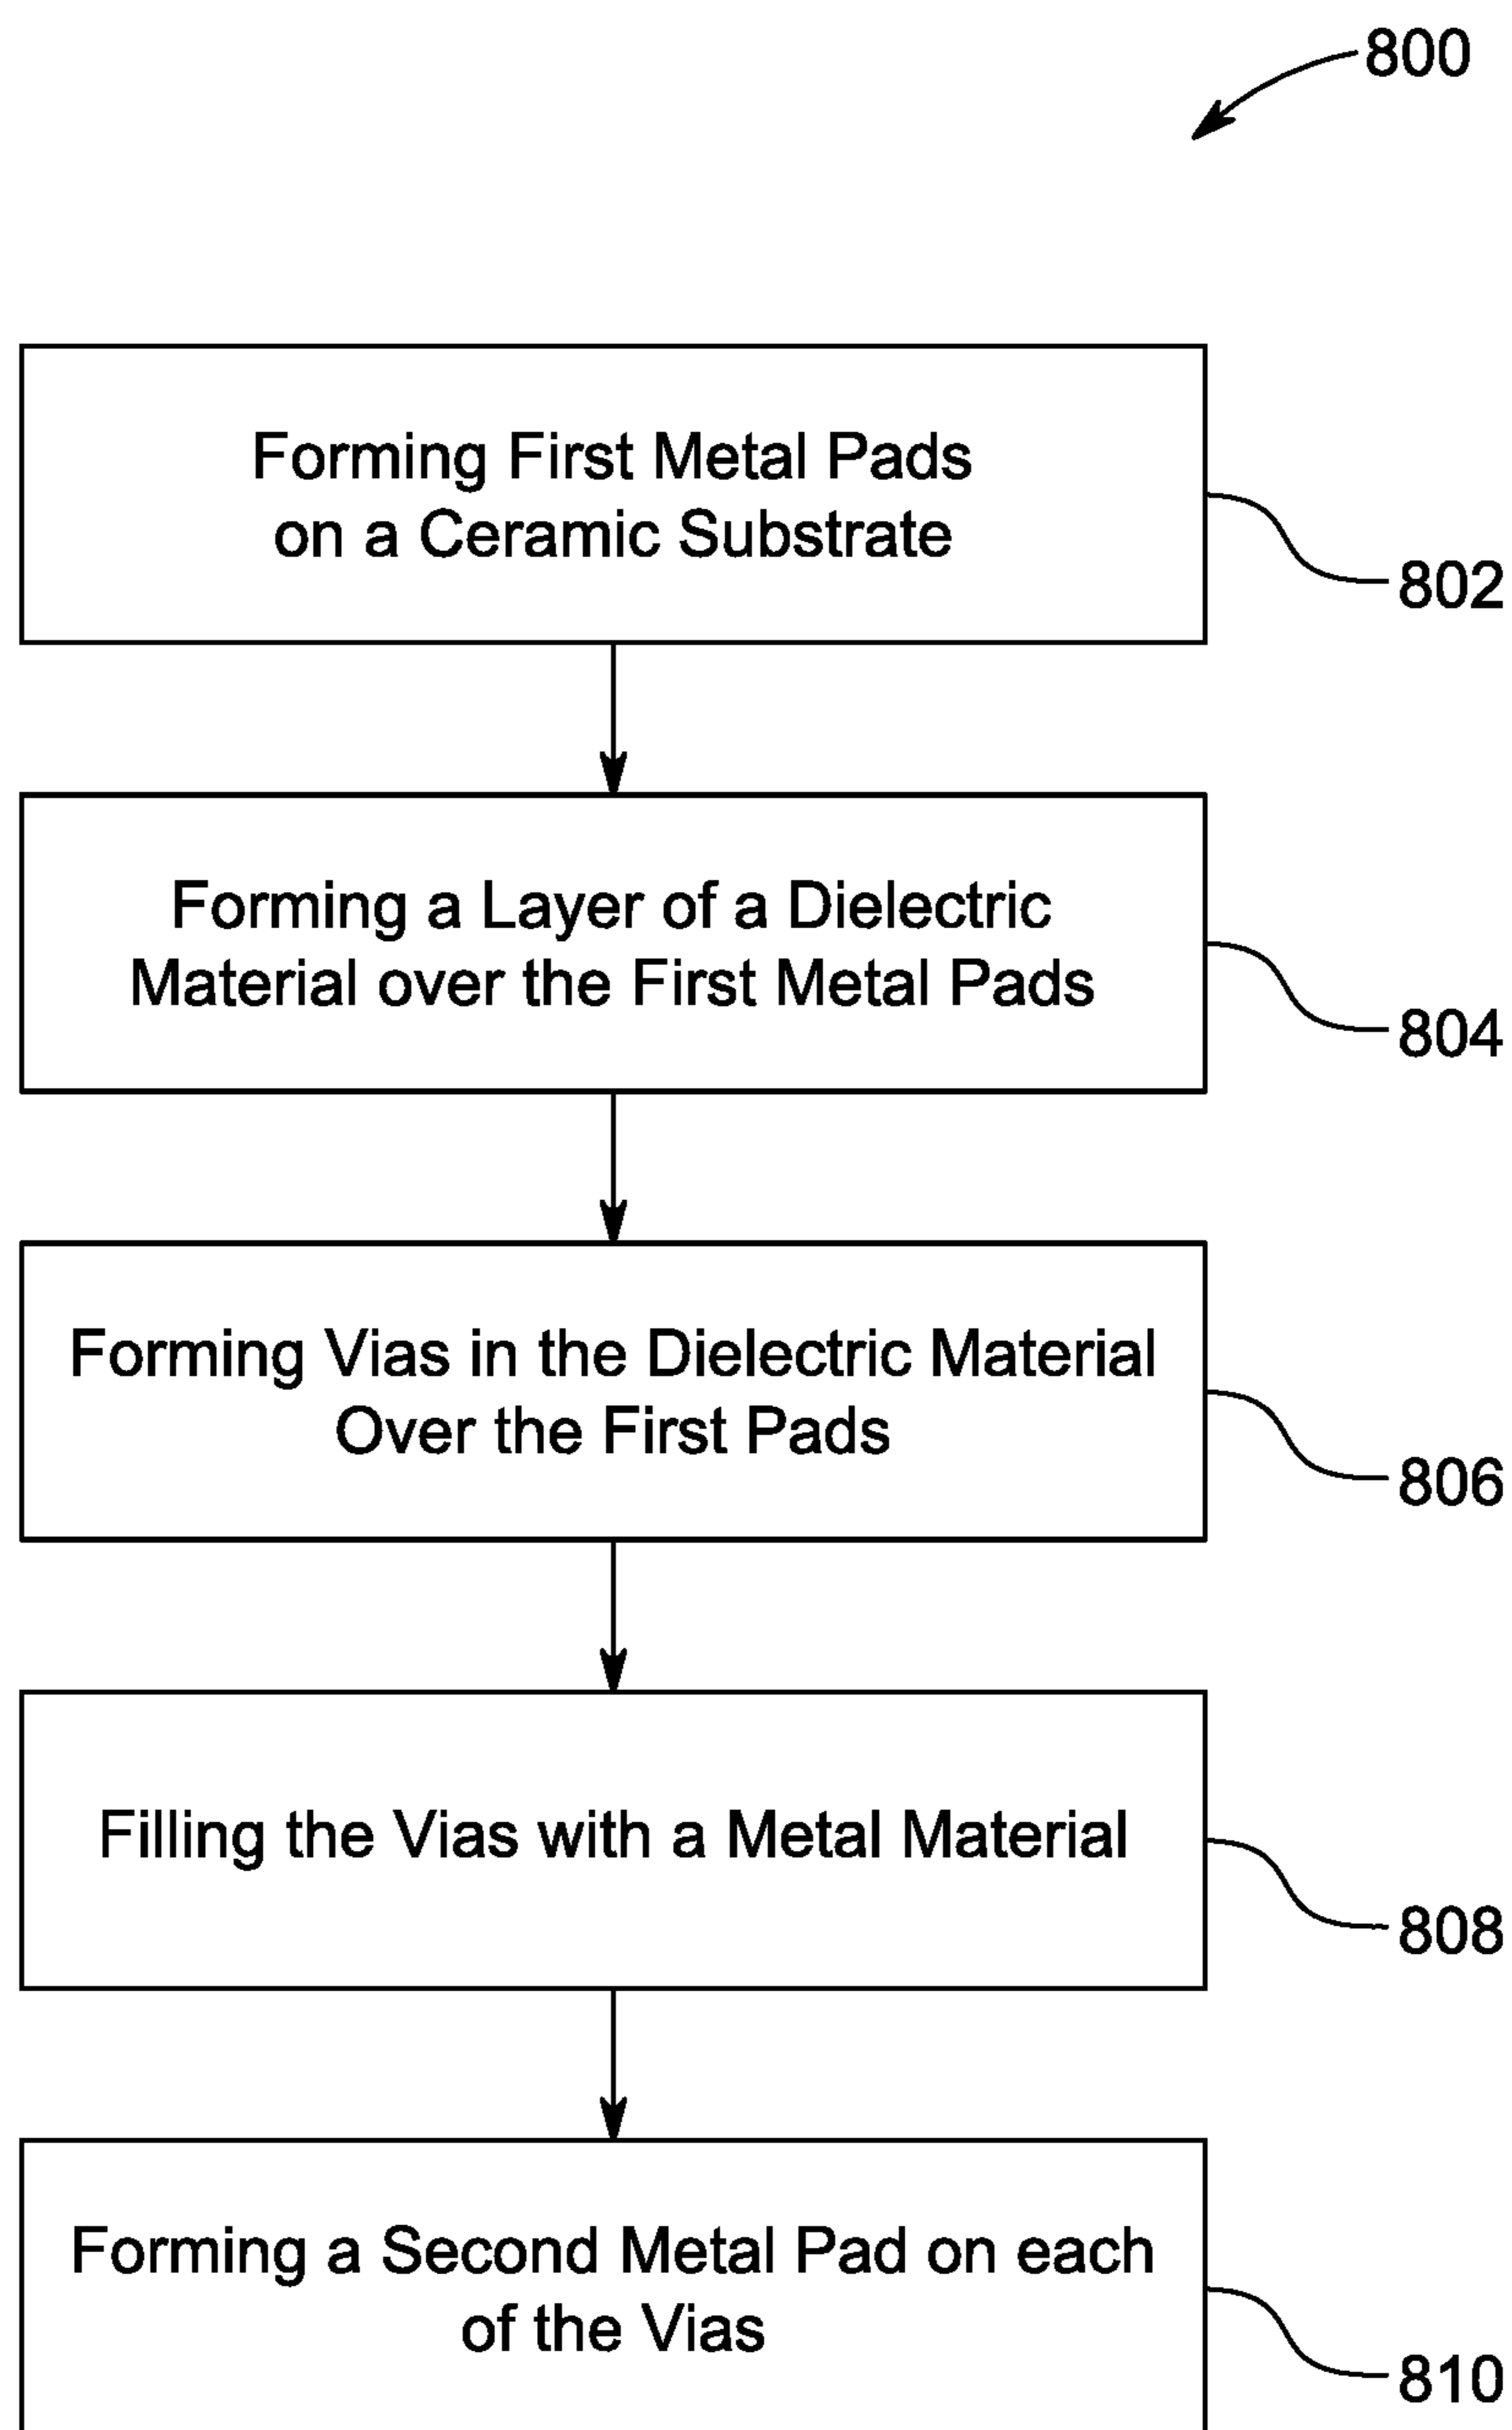 800
Forming First Metal Pads
on a Ceramic Substrate
802
Forming a Layer of a Dielectric
Material over the First Metal Pads
804
Forming Vias in the Dielectric Material
Over the First Pads
806
Filling the Vias with a Metal Material
808
Forming a Second Metal Pad on each
of the Vias
810